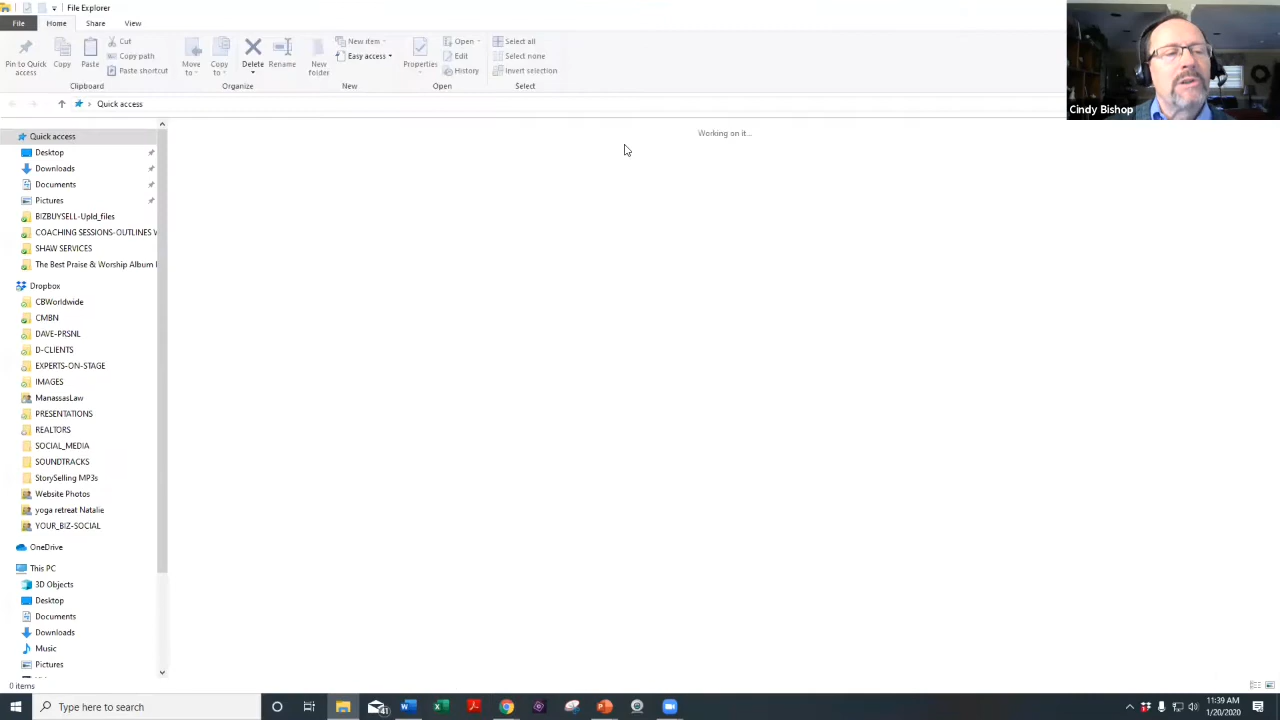 File Explorer
File Home Share View
Pin to Quick access
Copy
Paste
Cut
Copy path
Paste shortcut
Clipboard
Move to
Copy to
Delete
Rename
Organize
New folder
New item
Easy access
New
Properties
Open
Edit
History
Open
Select all
Select none
Invert selection
Select
Quick access
Cindy Bishop
Working on it...
Quick access
Desktop
Downloads
Documents
Pictures
BIZBUYSELL-Upld_files
COACHING SESSIONS-OUTLINES W
SHAW SERVICES
The Best Praise & Worship Album
Dropbox
CBWorldwide
CMBN
DAVE-PRSNL
D-CLIENTS
EXPERTS-ON-STAGE
IMAGES
ManassasLaw
PRESENTATIONS
REALTORS
SOCIAL_MEDIA
SOUNDTRACKS
StorySelling MP3s
Website Photos
yoga retreat Natalie
YOUR_BIZ-SOCIAL
OneDrive
This PC
3D Objects
Desktop
Documents
Downloads
Music
Pictures
0 items
Type here to search
11:39 AM
1/20/2020